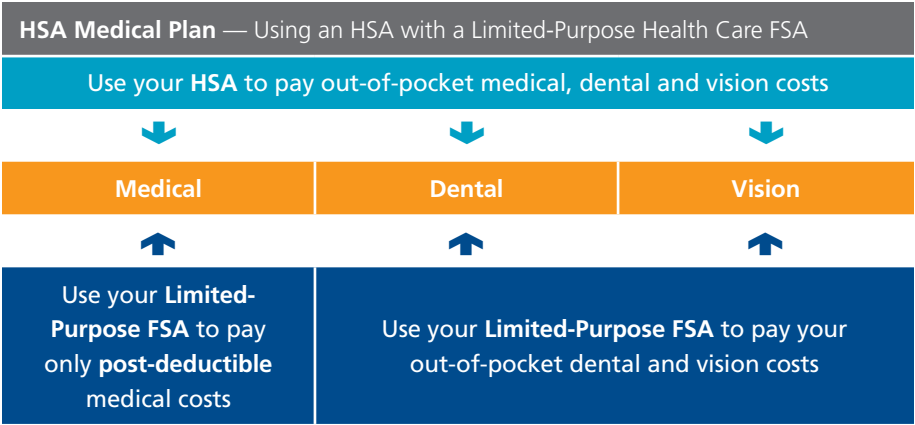 HSA Medical Plan — Using an HSA with a Limited-Purpose Health Care FSA
Use your HSA to pay out-of-pocket medical, dental and vision costs
Medical
Dental
Vision
Use your Limited-
Purpose FSA to pay
only post-deductible
medical costs
Use your Limited-Purpose FSA to pay your
out-of-pocket dental and vision costs